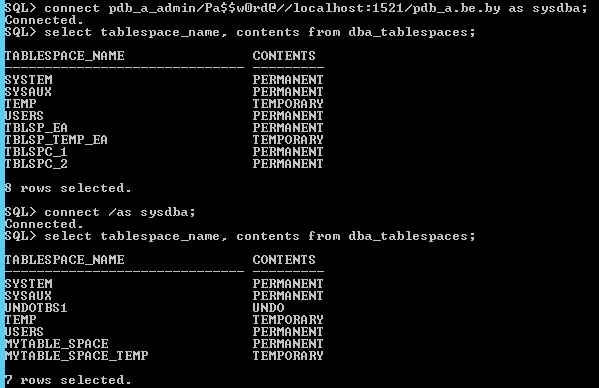 SQL> connect pdb_a_admin/Pa$$w0rd@//localhost:1521/pdb_a.be.by as sysdba;
Connected.
SQL> select tablespace_name, contents from dba_tablespaces;
TABLESPACE_NAME CONTENTS
------------------------------ ---------
SYSTEM PERMANENT
SYSAUX PERMANENT
TEMP TEMPORARY
USERS PERMANENT
TBLSP_EA PERMANENT
TBLSP_TEMP_EA TEMPORARY
TBLSPC_1 PERMANENT
TBLSPC_2 PERMANENT
8 rows selected.
SQL> connect /as sysdba;
Connected.
SQL> select tablespace_name, contents from dba_tablespaces;
TABLESPACE_NAME CONTENTS
------------------------------ ---------
SYSTEM PERMANENT
SYSAUX PERMANENT
UNDOTBS1 UNDO
TEMP TEMPORARY
USERS PERMANENT
MYTABLE_SPACE PERMANENT
MYTABLE_SPACE_TEMP TEMPORARY
7 rows selected.